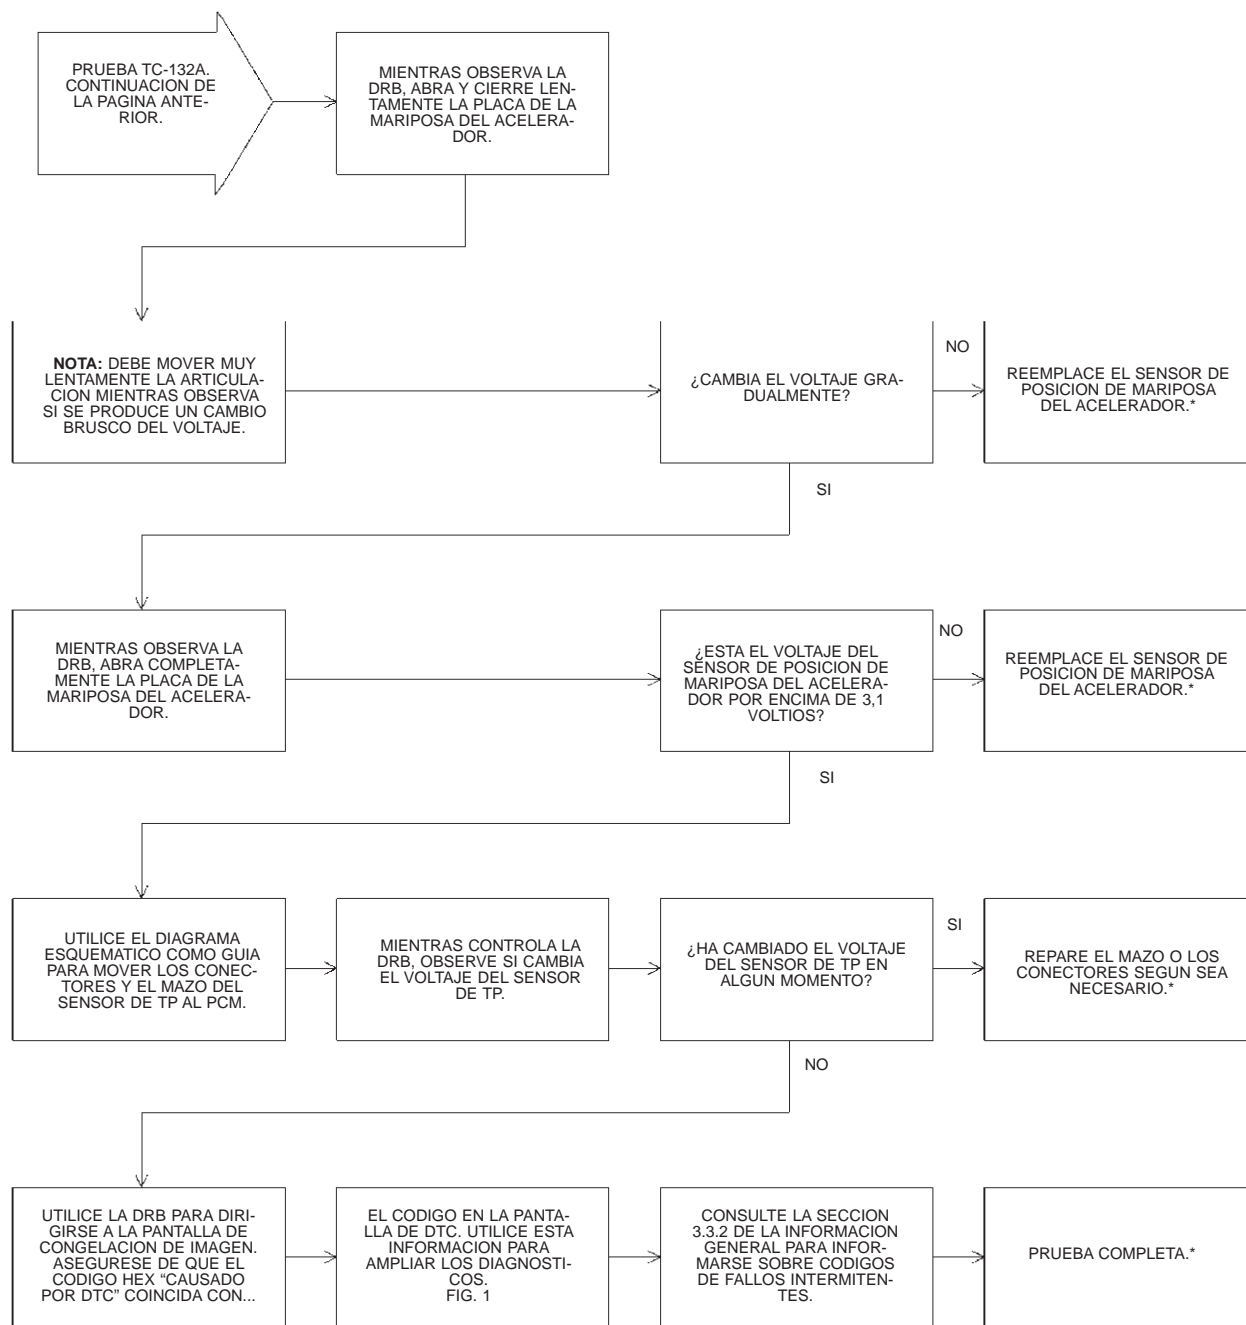 PRUEBA TC-132A.
CONTINUACION DE
LA PAGINA ANTE-
RIOR.
MIENTRAS OBSERVA LA
DRB, ABRA Y CIERRE LEN-
TAMENTE LA PLACA DE LA
MARIPOSA DEL ACELERA-
DOR.
NOTA: DEBE MOVER MUY
LENTAMENTE LA ARTICULA-
CION MIENTRAS OBSERVA
SI SE PRODUCE UN CAMBIO
BRUSCO DEL VOLTAJE.
¿CAMBIA EL VOLTAJE GRA-
DUALMENTE?
NO
REEMPLACE EL SENSOR DE
POSICION DE MARIPOSA
DEL ACELERADOR.*
SI
MIENTRAS OBSERVA LA
DRB, ABRA COMPLETA-
MENTE LA PLACA DE LA
MARIPOSA DEL ACELERA-
DOR.
¿ESTA EL VOLTAJE DEL
SENSOR DE POSICION DE
MARIPOSA DEL ACELERA-
DOR POR ENCIMA DE 3,1
VOLTIOS?
NO
REEMPLACE EL SENSOR DE
POSICION DE MARIPOSA
DEL ACELERADOR.*
SI
UTILICE EL DIAGRAMA
ESQUEMATICO COMO GUIA
PARA MOVER LOS CONEC-
TORES Y EL MAZO DEL
SENSOR DE TP AL PCM.
MIENTRAS CONTROLA LA
DRB, OBSERVE SI CAMBIA
EL VOLTAJE DEL SENSOR
DE TP.
¿HA CAMBIADO EL VOLTAJE
DEL SENSOR DE TP EN
ALGUN MOMENTO?
SI
REPARE EL MAZO O LOS
CONECTORES SEGUN SEA
NECESARIO.*
NO
UTILICE LA DRB PARA DIRI-
GIRSE A LA PANTALLA DE
CONGELACION DE IMAGEN.
ASEGURESE DE QUE EL
CODIGO HEX “CAUSADO
POR DTC” COINCIDA CON...
EL CODIGO EN LA PANTA-
LLA DE DTC. UTILICE ESTA
INFORMACION PARA
AMPLIAR LOS DIAGNOSTI-
COS.
FIG. 1
CONSULTE LA SECCION
3.3.2 DE LA INFORMACION
GENERAL PARA INFOR-
MARSE SOBRE CODIGOS
DE FALLOS INTERMITEN-
TES.
PRUEBA COMPLETA.*